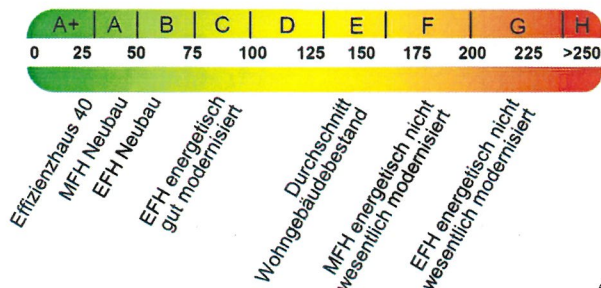 A+ A B C D E F G H
0 25 50 75 100 125 150 175 200 225 >250
Effizienzhaus 40
MFH Neubau
EFH Neubau
EFH energetisch
gut modernisiert
Durchschnitt
Wohngebäudebestand
MFH energetisch nicht
wesentlich modernisiert
EFH energetisch nicht
wesentlich modernisiert